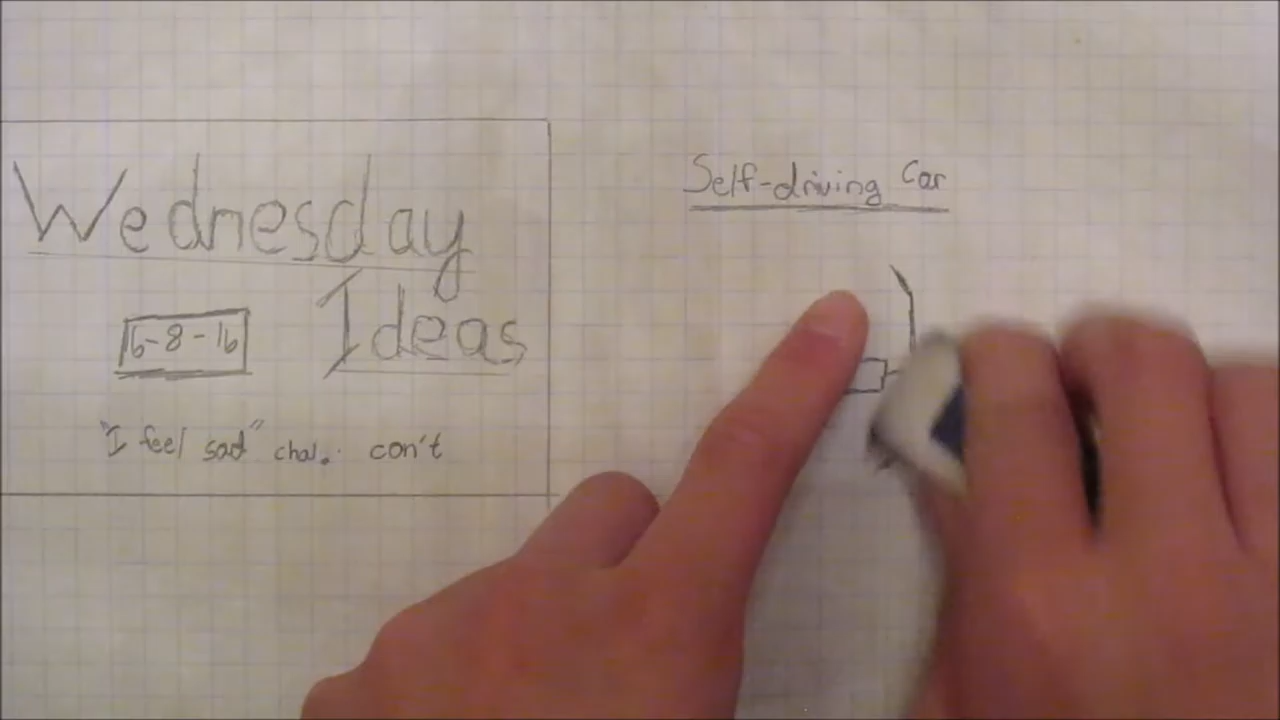 Wednesday
Ideas
6-8-16
"I feel sad" chal. con't
Self-driving Car